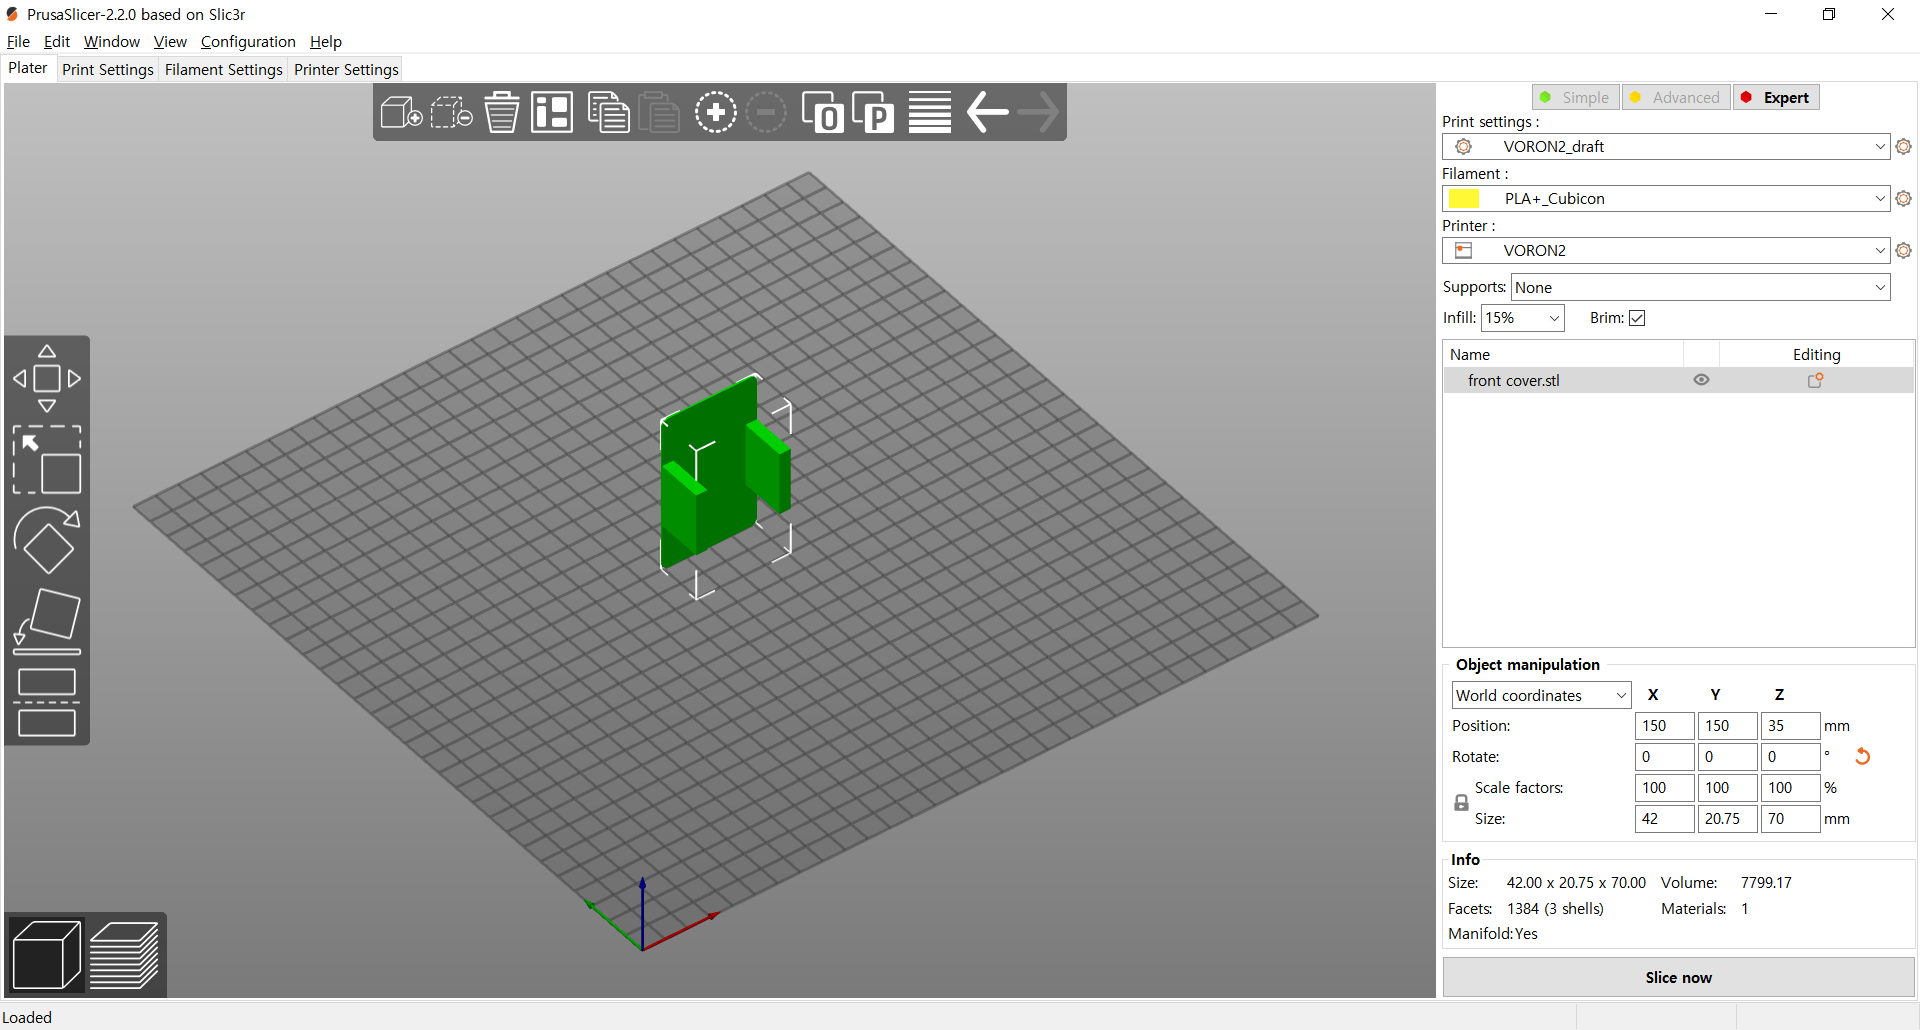 PrusaSlicer-2.2.0 based on Slic3r
File Edit Window View Configuration Help
Plater Print Settings Filament Settings Printer Settings
O P
Simple Advanced Expert
Print settings :
VORON2_draft
Filament :
PLA+_Cubicon
Printer :
VORON2
Supports: None
Infill: 15% Brim:
Name Editing
front cover.stl
Object manipulation
World coordinates X Y Z
Position: 150 150 35 mm
Rotate: 0 0 0 °
Scale factors: 100 100 100 %
Size: 42 20.75 70 mm
Info
Size: 42.00 x 20.75 x 70.00 Volume: 7799.17
Facets: 1384 (3 shells) Materials: 1
Manifold: Yes
Slice now
Loaded